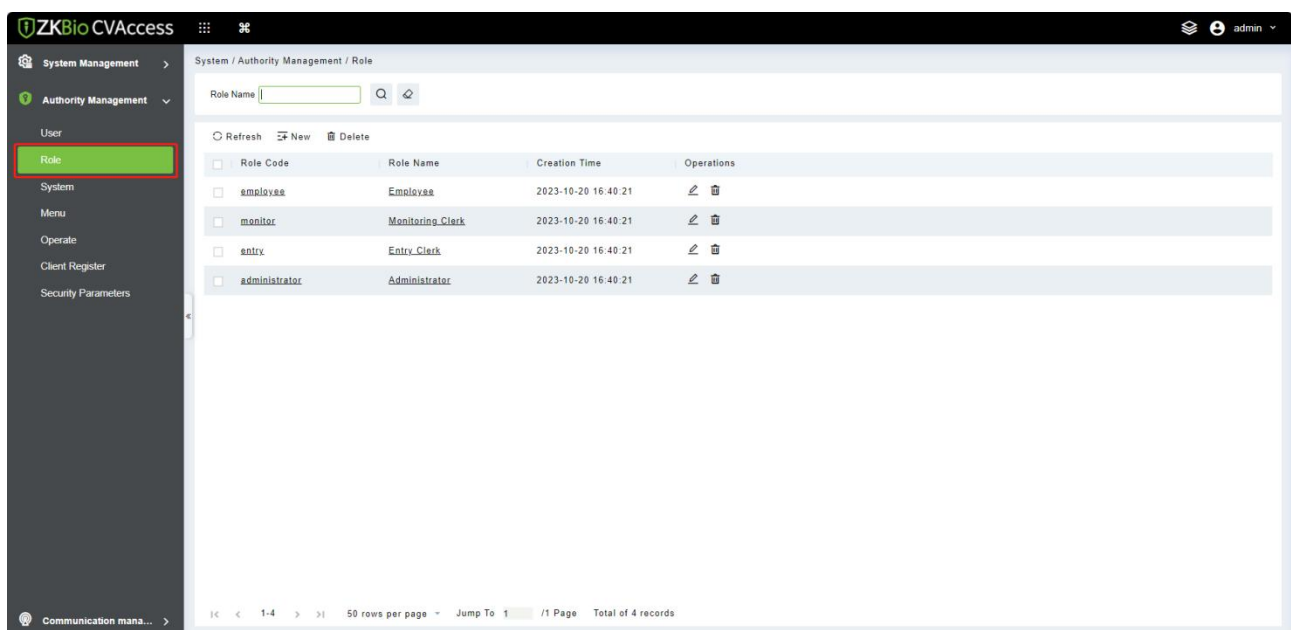 ZKBio CVAccess
admin
System Management
System / Authority Management / Role
Authority Management
Role Name
User
Refresh New Delete
Role
Role Code Role Name Creation Time Operations
System
employee Employee 2023-10-20 16:40:21
Menu
monitor Monitoring Clerk 2023-10-20 16:40:21
Operate
entry Entry Clerk 2023-10-20 16:40:21
Client Register
administrator Administrator 2023-10-20 16:40:21
Security Parameters
Communication mana...
1-4 50 rows per page Jump To 1 /1 Page Total of 4 records